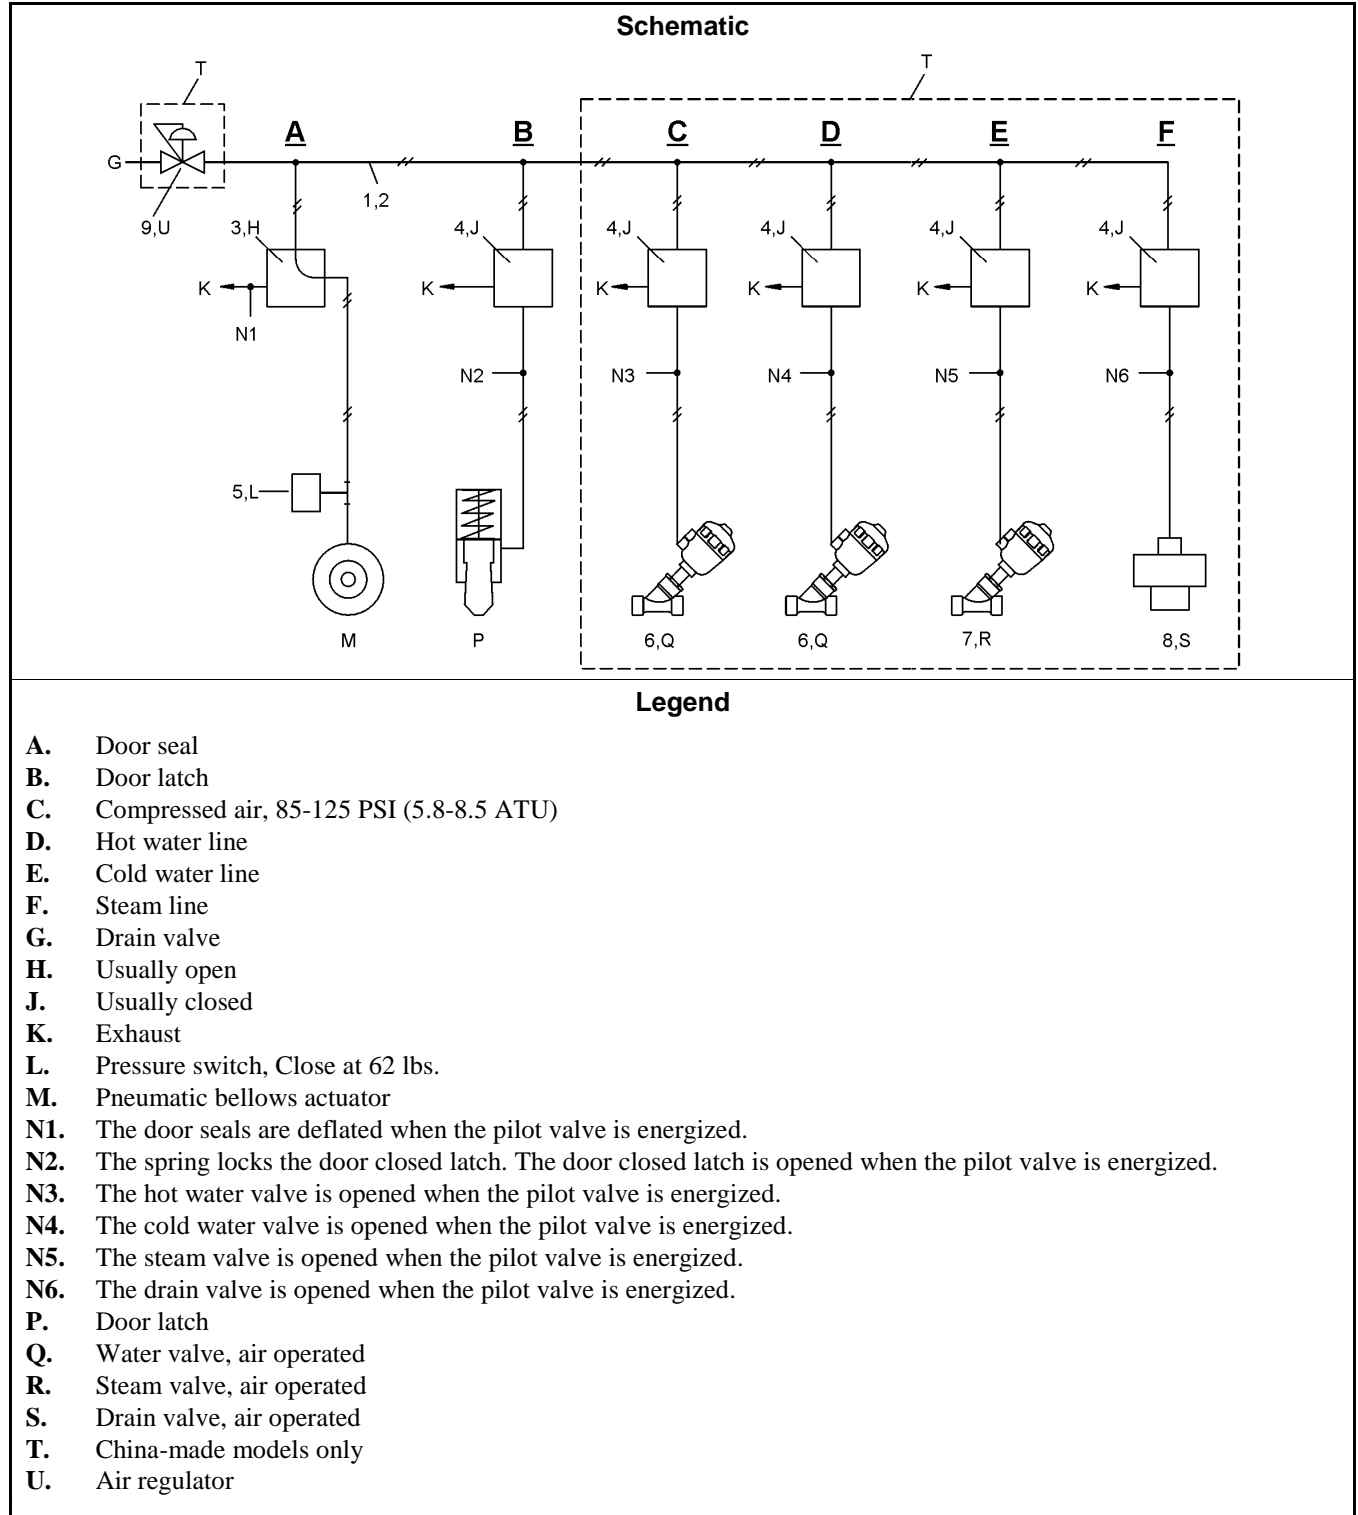 Schematic
T T
A B C D E F
G
1,2
9,U 3,H 4,J 4,J 4,J 4,J 4,J
K K K K K K
N1
N2 N3 N4 N5 N6
5,L
M P 6,Q 6,Q 7,R 8,S
Legend
A. Door seal
B. Door latch
C. Compressed air, 85-125 PSI (5.8-8.5 ATU)
D. Hot water line
E. Cold water line
F. Steam line
G. Drain valve
H. Usually open
J. Usually closed
K. Exhaust
L. Pressure switch, Close at 62 lbs.
M. Pneumatic bellows actuator
N1. The door seals are deflated when the pilot valve is energized.
N2. The spring locks the door closed latch. The door closed latch is opened when the pilot valve is energized.
N3. The hot water valve is opened when the pilot valve is energized.
N4. The cold water valve is opened when the pilot valve is energized.
N5. The steam valve is opened when the pilot valve is energized.
N6. The drain valve is opened when the pilot valve is energized.
P. Door latch
Q. Water valve, air operated
R. Steam valve, air operated
S. Drain valve, air operated
T. China-made models only
U. Air regulator